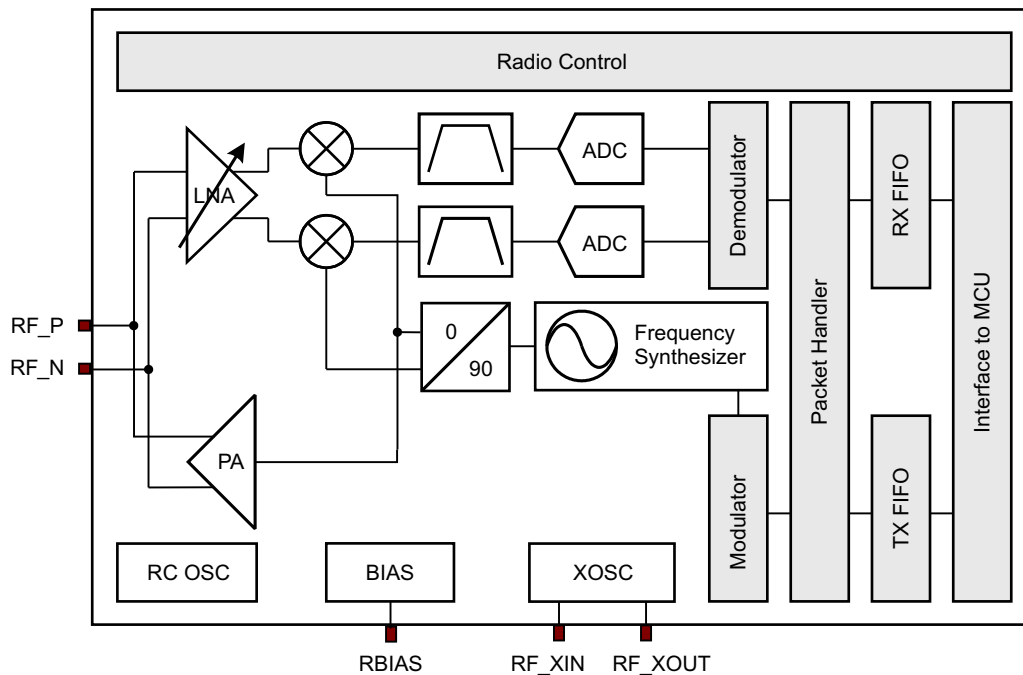 Radio Control
LNA
ADC
ADC
Demodulator
Packet Handler
RX FIFO
Interface to MCU
RF_P
RF_N
0
90
Frequency
Synthesizer
PA
Modulator
TX FIFO
RC OSC
BIAS
XOSC
RBIAS
RF_XIN
RF_XOUT